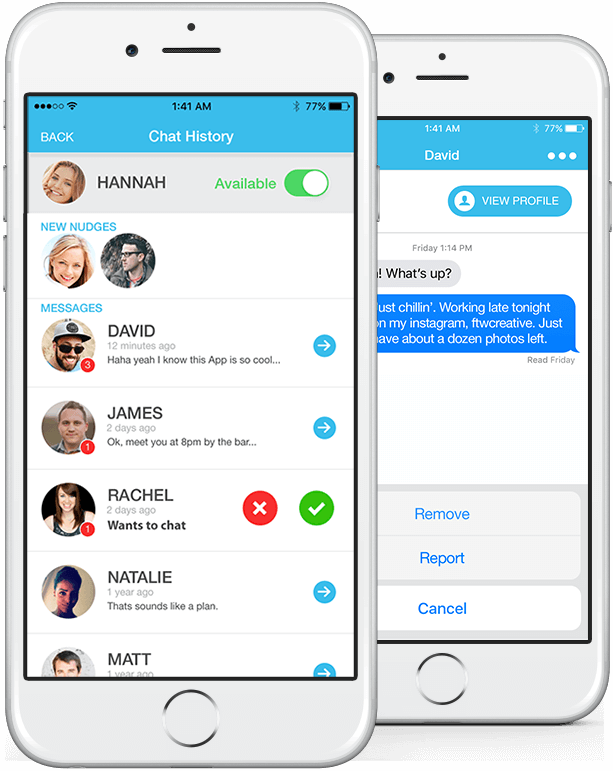 1:41 AM
77%
BACK
Chat History
HANNAH
Available
NEW NUDGES
MESSAGES
DAVID
12 minutes ago
Haha yeah I know this App is so cool...
3
JAMES
2 days ago
Ok, meet you at 8pm by the bar...
1
RACHEL
2 days ago
Wants to chat
1
NATALIE
1 year ago
Thats sounds like a plan.
MATT
1 year ago
1:41 AM
77%
David
VIEW PROFILE
Friday 1:14 PM
! What's up?
ust chillin'. Working late tonight
on my instagram, ftwcreative. Just
have about a dozen photos left.
Read Friday
Remove
Report
Cancel